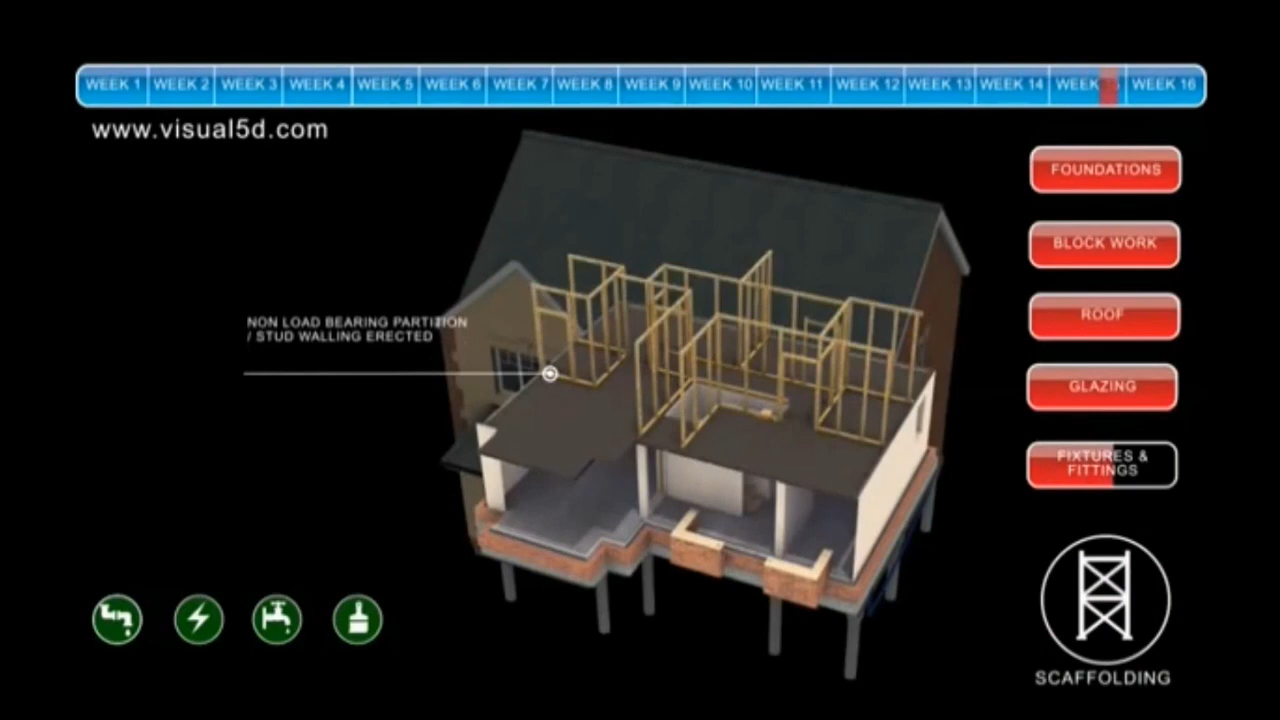 WEEK 1 WEEK 2 WEEK 3 WEEK 4 WEEK 5 WEEK 6 WEEK 7 WEEK 8 WEEK 9 WEEK 10 WEEK 11 WEEK 12 WEEK 13 WEEK 14 WEEK WEEK 16
www.visual5d.com
FOUNDATIONS
BLOCK WORK
ROOF
NON LOAD BEARING PARTITION
/ STUD WALLING ERECTED
GLAZING
FIXTURES &
FITTINGS
SCAFFOLDING